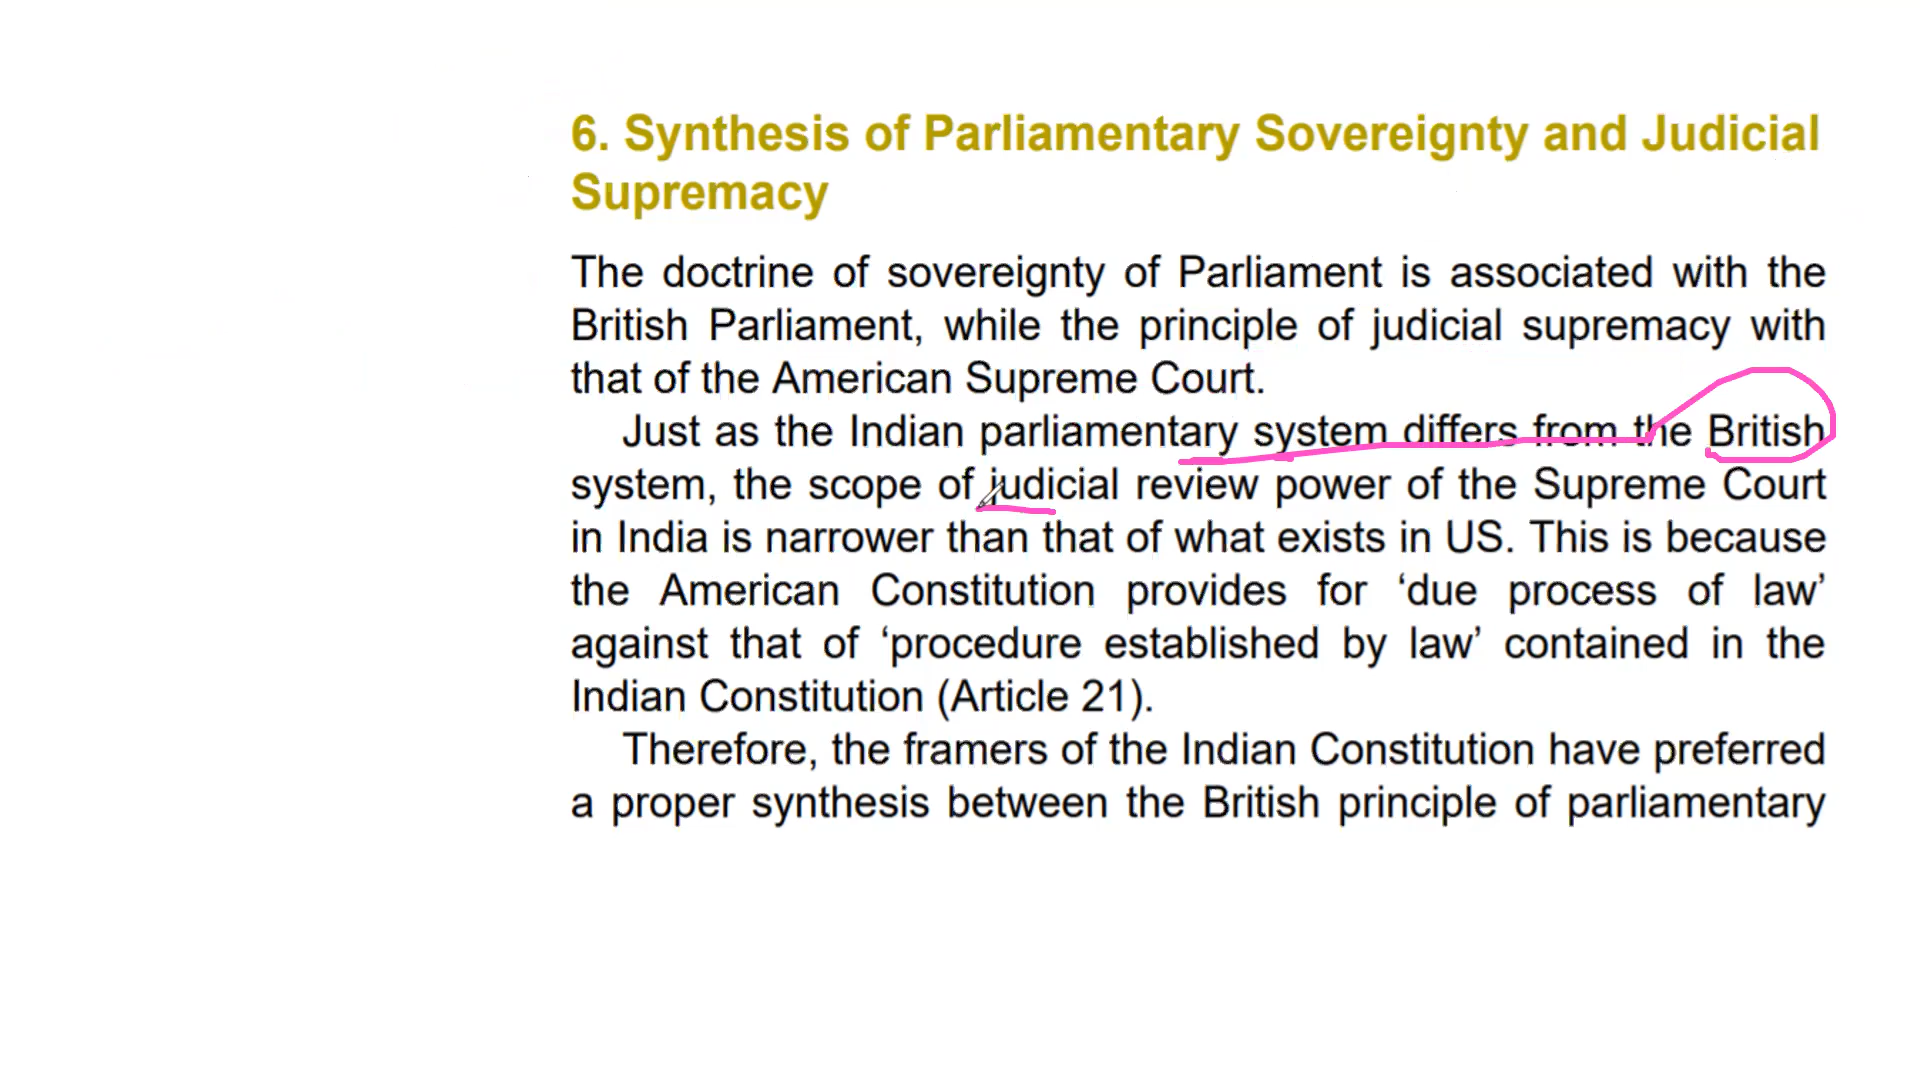 6. Synthesis of Parliamentary Sovereignty and Judicial
Supremacy
The doctrine of sovereignty of Parliament is associated with the
British Parliament, while the principle of judicial supremacy with
that of the American Supreme Court.
Just as the Indian parliamentary system differs from the British
system, the scope of judicial review power of the Supreme Court
in India is narrower than that of what exists in US. This is because
the American Constitution provides for ‘due process of law’
against that of ‘procedure established by law’ contained in the
Indian Constitution (Article 21).
Therefore, the framers of the Indian Constitution have preferred
a proper synthesis between the British principle of parliamentary